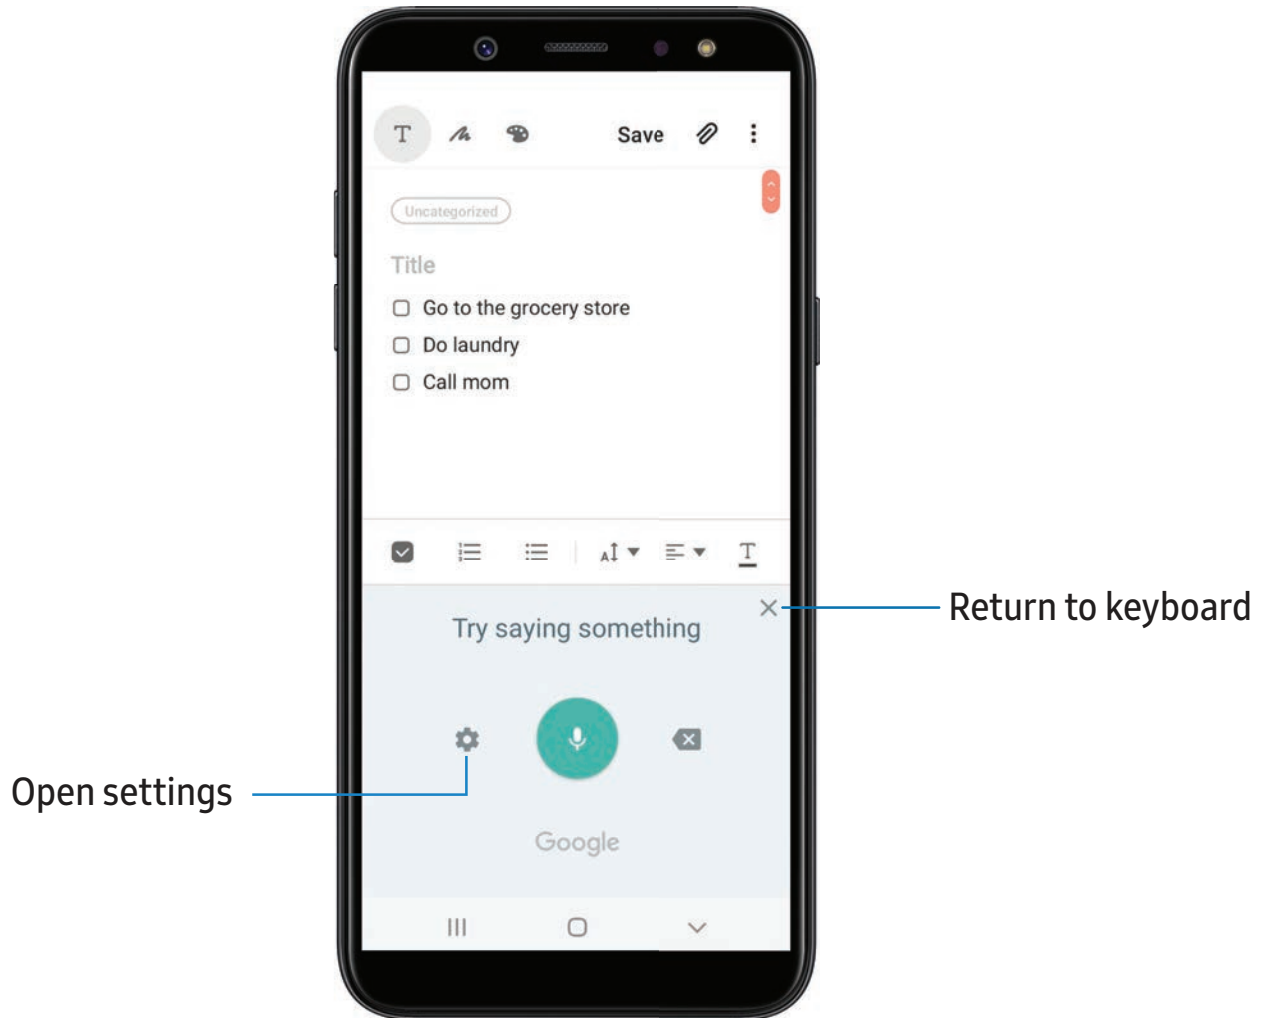 T Save
Uncategorized
Title
Go to the grocery store
Do laundry
Call mom
A T
Return to keyboard
Try saying something
Open settings
Google